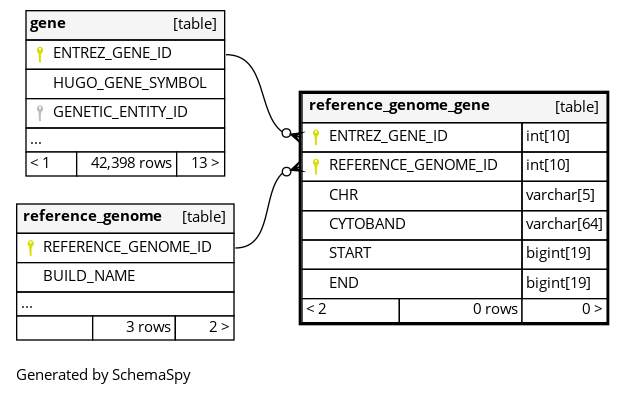 gene [table]
ENTREZ_GENE_ID
HUGO_GENE_SYMBOL
GENETIC_ENTITY_ID
...
< 1 42,398 rows 13 >
reference_genome [table]
REFERENCE_GENOME_ID
BUILD_NAME
...
3 rows 2 >
reference_genome_gene [table]
ENTREZ_GENE_ID int[10]
REFERENCE_GENOME_ID int[10]
CHR varchar[5]
CYTOBAND varchar[64]
START bigint[19]
END bigint[19]
< 2 0 rows 0 >
Generated by SchemaSpy